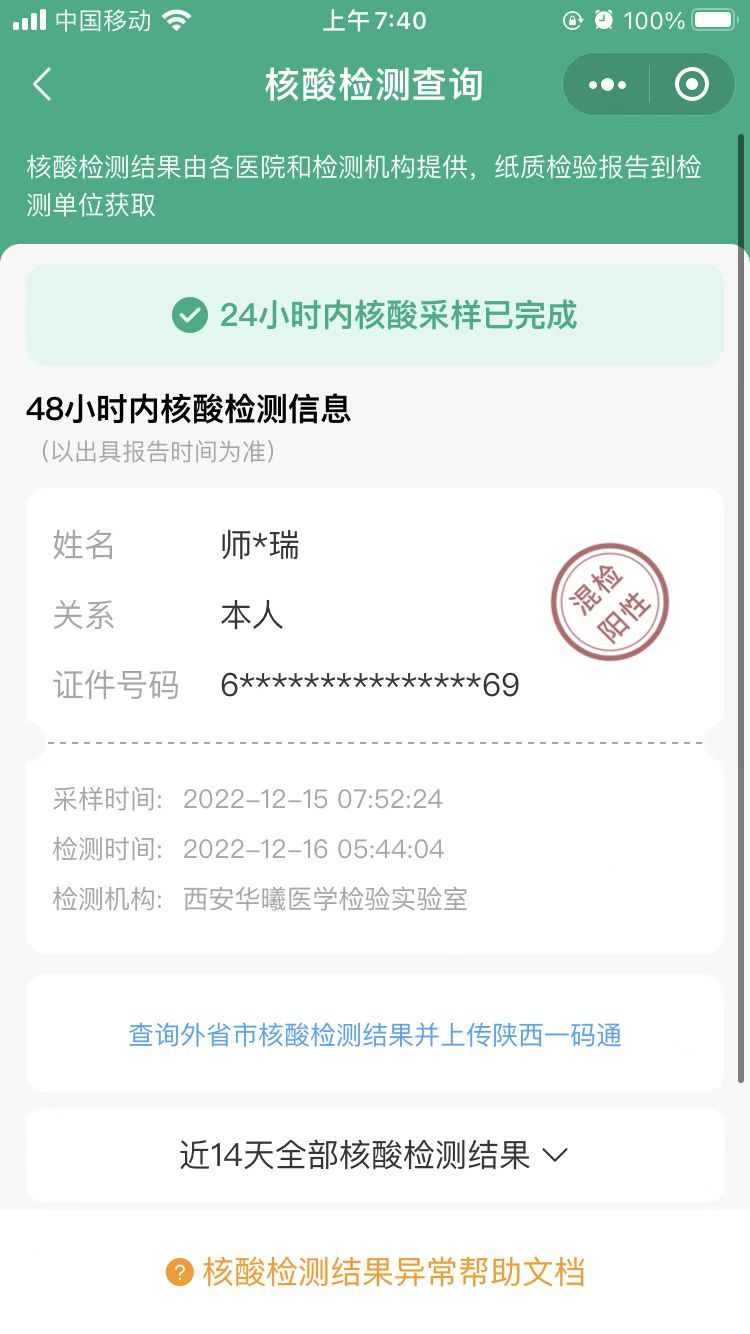 中国移动 上午7:40 100%
核酸检测查询
核酸检测结果由各医院和检测机构提供，纸质检验报告到检
测单位获取
24小时内核酸采样已完成
48小时内核酸检测信息
（以出具报告时间为准）
姓名 师*瑞
关系 本人
证件号码 6***************69
混检
阳性
采样时间: 2022-12-15 07:52:24
检测时间: 2022-12-16 05:44:04
检测机构: 西安华曦医学检验实验室
查询外省市核酸检测结果并上传陕西一码通
近14天全部核酸检测结果
? 核酸检测结果异常帮助文档